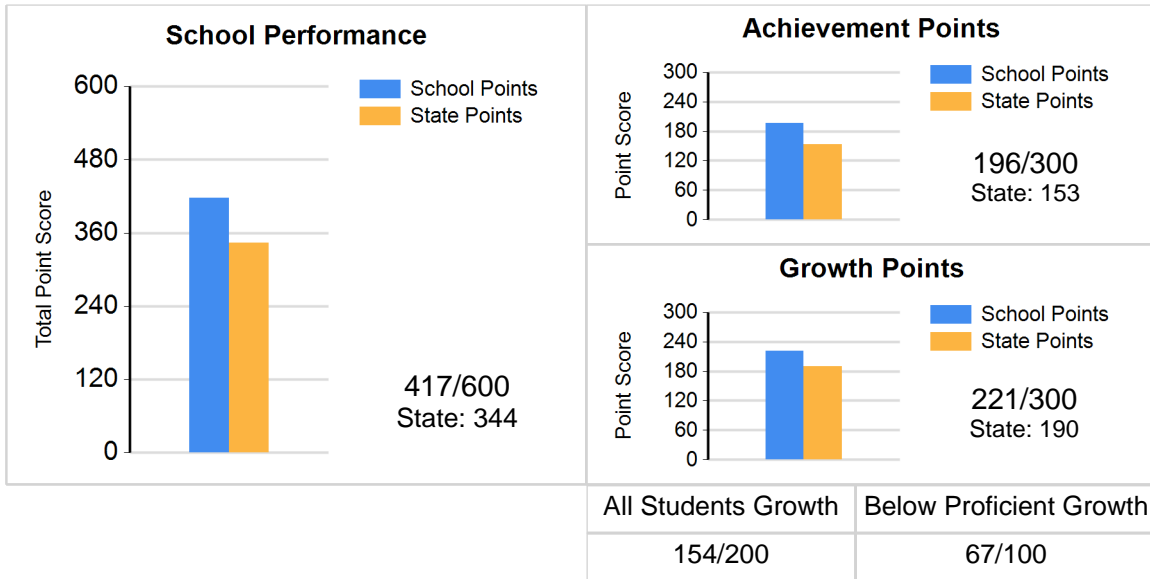 School Performance
Total Point Score
600
480
360
240
120
0
School Points
State Points
417/600
State: 344
Achievement Points
Point Score
300
240
180
120
60
0
School Points
State Points
196/300
State: 153
Growth Points
Point Score
300
240
180
120
60
0
School Points
State Points
221/300
State: 190
All Students Growth
Below Proficient Growth
154/200
67/100